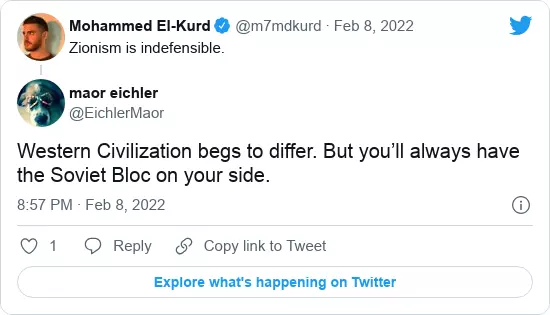 Mohammed El-Kurd @m7mdkurd · Feb 8, 2022
Zionism is indefensible.
maor eichler
@EichlerMaor
Western Civilization begs to differ. But you’ll always have
the Soviet Bloc on your side.
8:57 PM · Feb 8, 2022
1 Reply Copy link to Tweet
Explore what's happening on Twitter